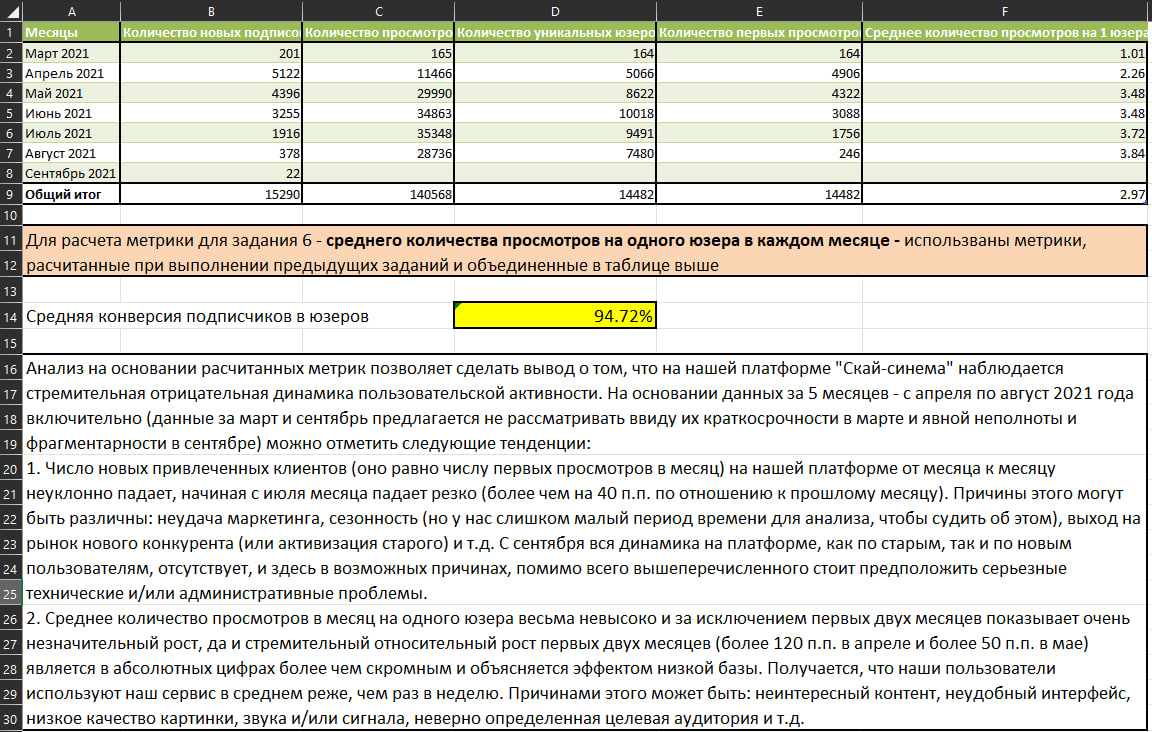 A B C D E F
1 Месяцы Количество новых подписо Количество просмотро Количество уникальных юзеро Количество первых просмотро Среднее количество просмотров на 1 юзера
2 Март 2021 201 165 164 164 1.01
3 Апрель 2021 5122 11466 5066 4906 2.26
4 Май 2021 4396 29990 8622 4322 3.48
5 Июнь 2021 3255 34863 10018 3088 3.48
6 Июль 2021 1916 35348 9491 1756 3.72
7 Август 2021 378 28736 7480 246 3.84
8 Сентябрь 2021 22
9 Общий итог 15290 140568 14482 14482 2.97
10
11 Для расчета метрики для задания 6 - среднего количества просмотров на одного юзера в каждом месяце - использваны метрики,
12 расчитанные при выполнении предыдущих заданий и объединенные в таблице выше
13
14 Средняя конверсия подписчиков в юзеров 94.72%
15
16 Анализ на основании расчитанных метрик позволяет сделать вывод о том, что на нашей платформе "Скай-синема" наблюдается
17 стремительная отрицательная динамика пользовательской активности. На основании данных за 5 месяцев - с апреля по август 2021 года
18 включительно (данные за март и сентябрь предлагается не рассматривать ввиду их краткосрочности в марте и явной неполноты и
19 фрагментарности в сентябре) можно отметить следующие тенденции:
20 1. Число новых привлеченных клиентов (оно равно числу первых просмотров в месяц) на нашей платформе от месяца к месяцу
21 неуклонно падает, начиная с июля месяца падает резко (более чем на 40 п.п. по отношению к прошлому месяцу). Причины этого могут
22 быть различны: неудача маркетинга, сезонность (но у нас слишком малый период времени для анализа, чтобы судить об этом), выход на
23 рынок нового конкурента (или активизация старого) и т.д. С сентября вся динамика на платформе, как по старым, так и по новым
24 пользователям, отсутствует, и здесь в возможных причинах, помимо всего вышеперечисленного стоит предположить серьезные
25 технические и/или административные проблемы.
26 2. Среднее количество просмотров в месяц на одного юзера весьма невысоко и за исключением первых двух месяцев показывает очень
27 незначительный рост, да и стремительный относительный рост первых двух месяцев (более 120 п.п. в апреле и более 50 п.п. в мае)
28 является в абсолютных цифрах более чем скромным и объясняется эффектом низкой базы. Получается, что наши пользователи
29 используют наш сервис в среднем реже, чем раз в неделю. Причинами этого может быть: неинтересный контент, неудобный интерфейс,
30 низкое качество картинки, звука и/или сигнала, неверно определенная целевая аудитория и т.д.